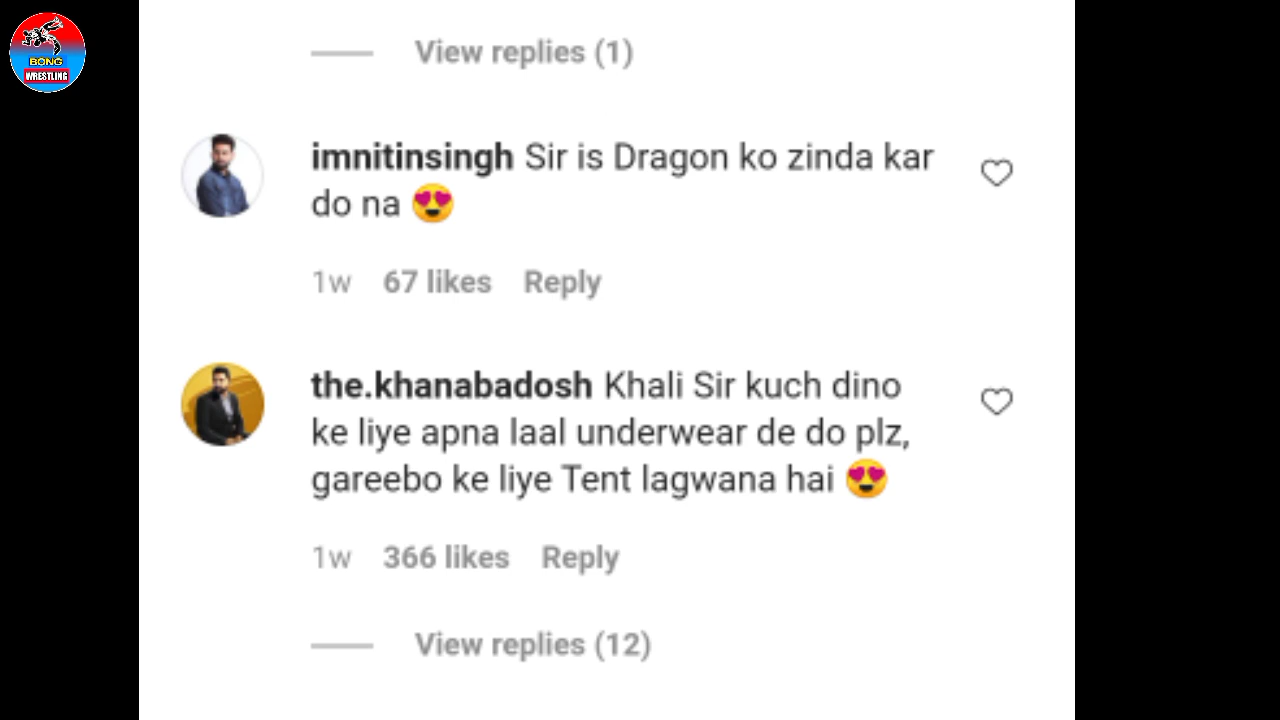 BONG
WRESTLING
View replies (1)
imnitinsingh Sir is Dragon ko zinda kar
do na 😍
1w 67 likes Reply
the.khanabadosh Khali Sir kuch dino
ke liye apna laal underwear de do plz,
gareebo ke liye Tent lagwana hai 😍
1w 366 likes Reply
View replies (12)